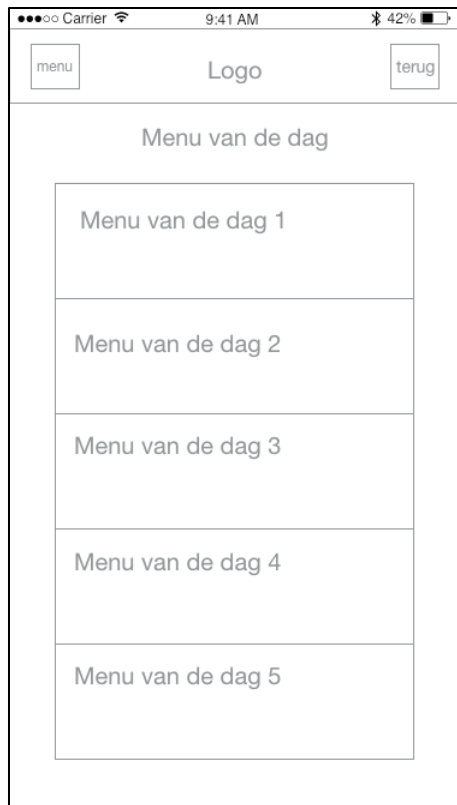 Carrier 9:41 AM 42%
menu Logo terug
Menu van de dag
Menu van de dag 1
Menu van de dag 2
Menu van de dag 3
Menu van de dag 4
Menu van de dag 5